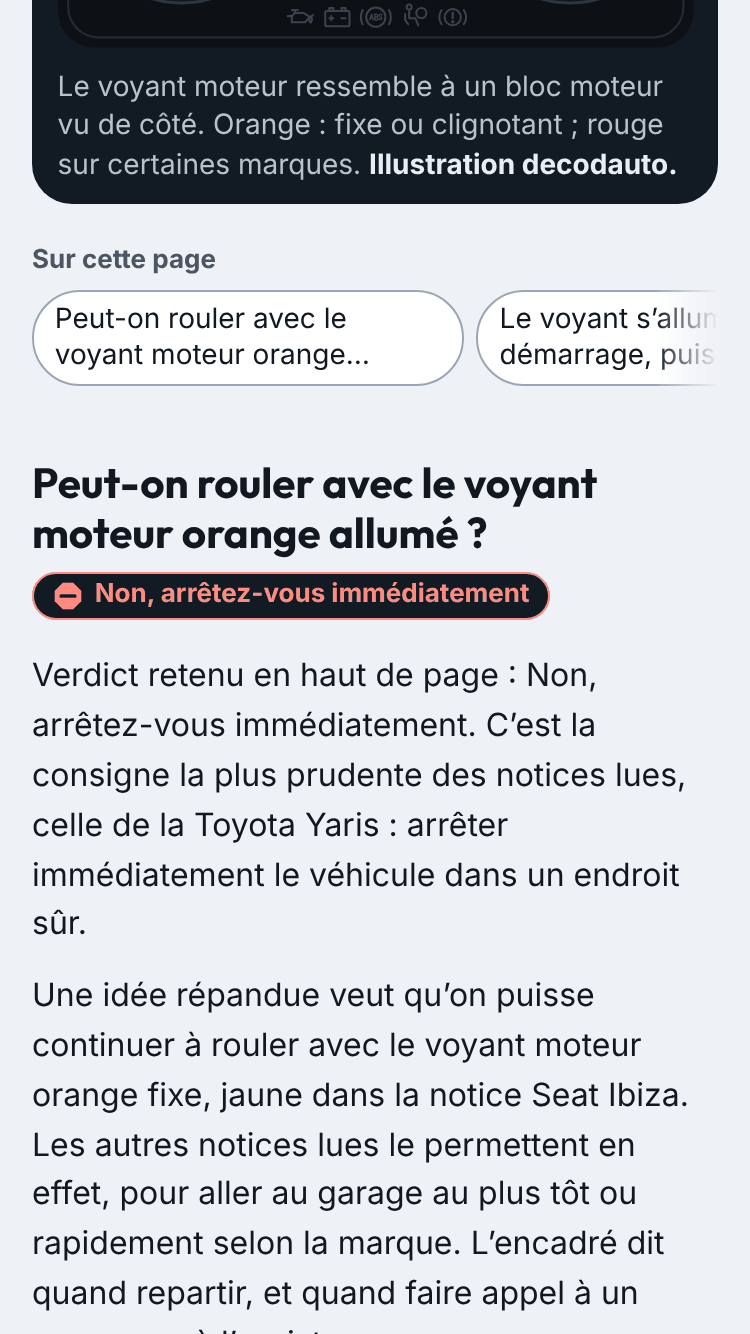 ABS
Le voyant moteur ressemble à un bloc moteur
vu de côté. Orange : fixe ou clignotant ; rouge
sur certaines marques. Illustration decodauto.
Sur cette page
Peut-on rouler avec le
voyant moteur orange…
Le voyant s’allum
démarrage, puis
Peut-on rouler avec le voyant
moteur orange allumé ?
Non, arrêtez-vous immédiatement
Verdict retenu en haut de page : Non,
arrêtez-vous immédiatement. C’est la
consigne la plus prudente des notices lues,
celle de la Toyota Yaris : arrêter
immédiatement le véhicule dans un endroit
sûr.
Une idée répandue veut qu’on puisse
continuer à rouler avec le voyant moteur
orange fixe, jaune dans la notice Seat Ibiza.
Les autres notices lues le permettent en
effet, pour aller au garage au plus tôt ou
rapidement selon la marque. L’encadré dit
quand repartir, et quand faire appel à un